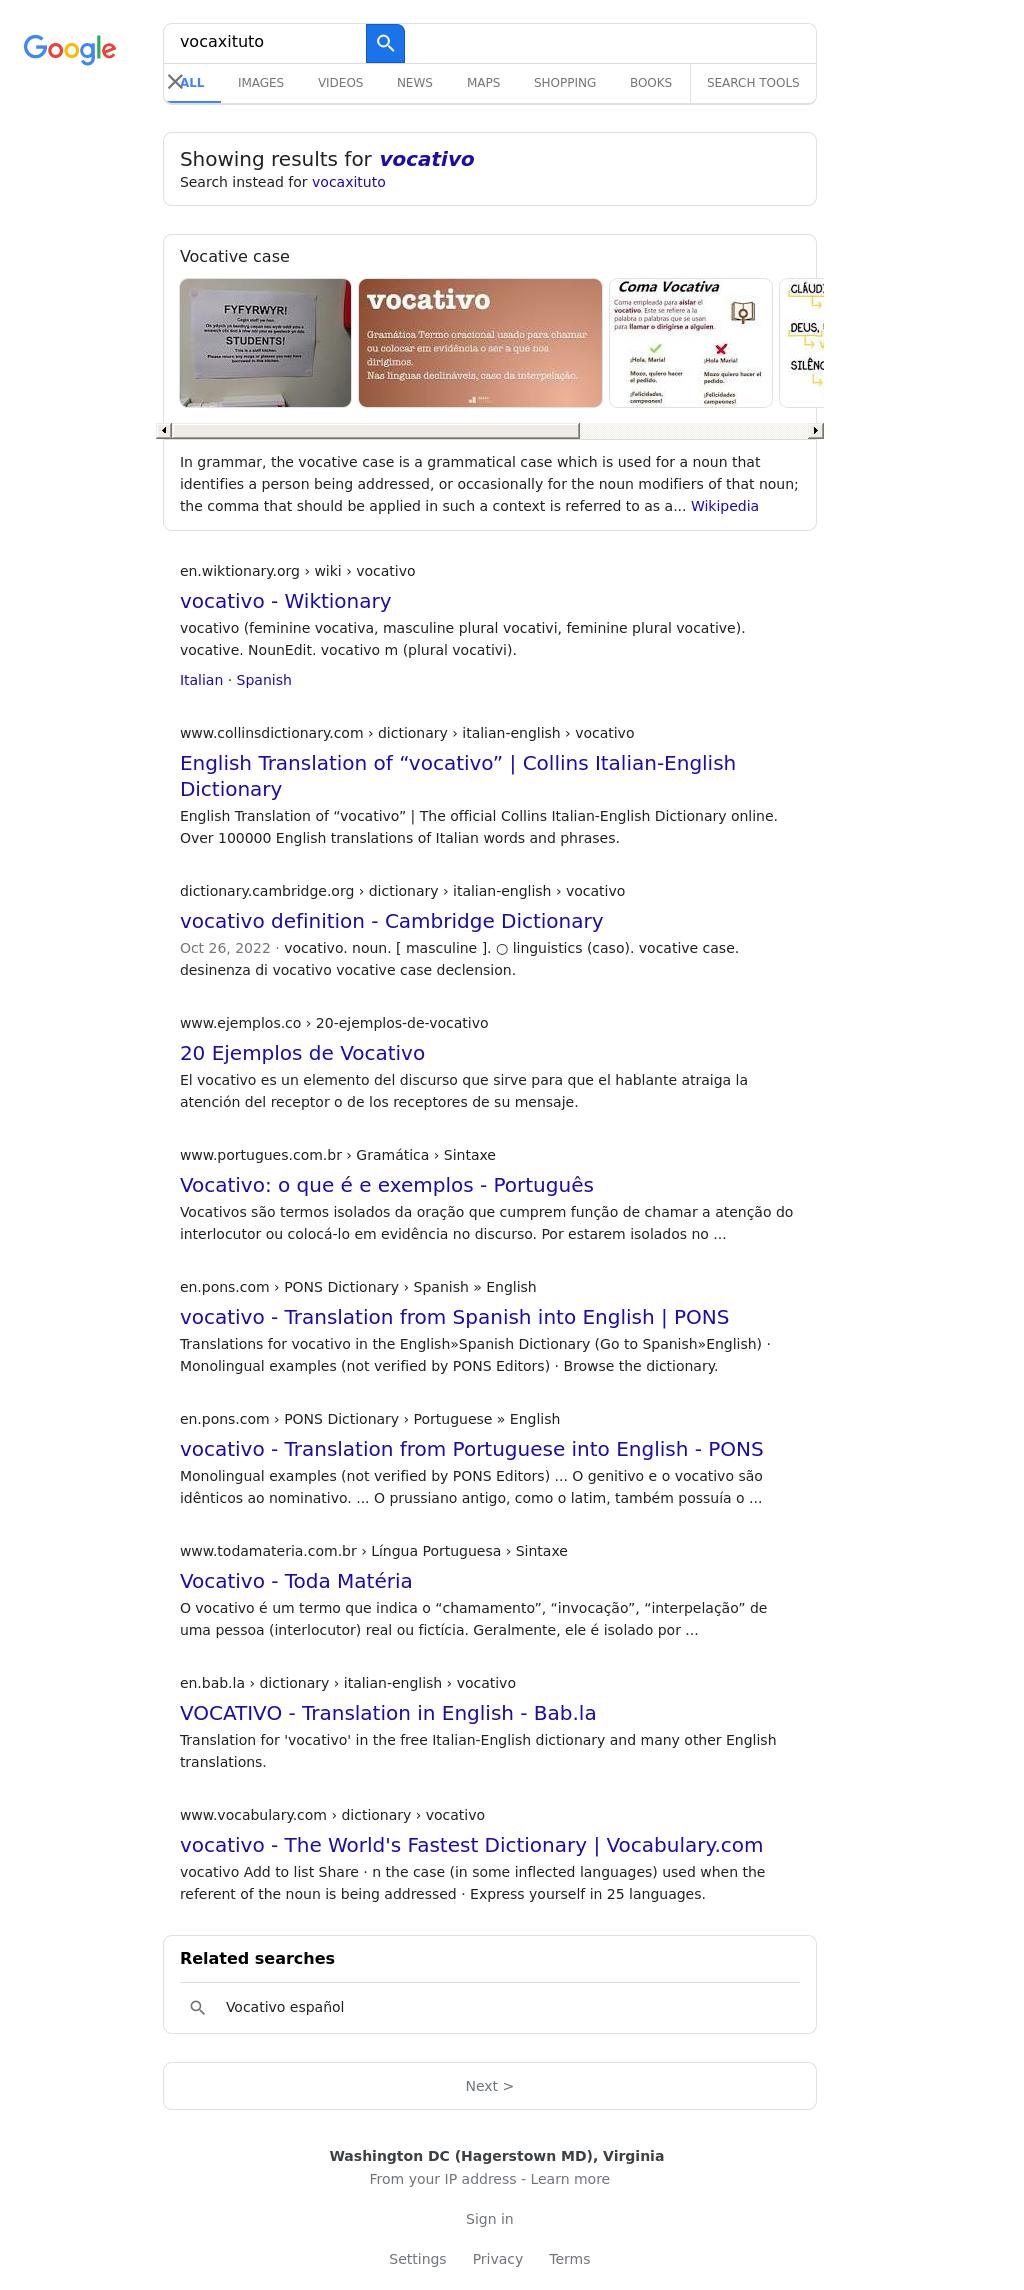 Google
vocaxituto
ALL IMAGES VIDEOS NEWS MAPS SHOPPING BOOKS SEARCH TOOLS
Showing results for vocativo
Search instead for vocaxituto
Vocative case
FYFYRWYR!
Cegin staff yw hon.
STUDENTS!
This is a staff kitchen.
Please return any mugs or glasses you may have
borrowed to this kitchen.
vocativo
Gramática Termo oracional usado para chamar
ou colocar em evidência o ser a que nos
dirigimos.
Nas línguas declináveis, caso da interpelação.
Coma Vocativa
Coma empleada para aislar el
vocativo. Este se refiere a la
palabra o palabras que se usan
para llamar o dirigirse a alguien.
¡Hola, María! ¡Hola María!
Mozo, quiero hacer Mozo quiero hacer el
el pedido. pedido.
¡Felicidades, ¡Felicidades
campeones! campeones!
CLÁUDI
DEUS,
SILÊNC
In grammar, the vocative case is a grammatical case which is used for a noun that
identifies a person being addressed, or occasionally for the noun modifiers of that noun;
the comma that should be applied in such a context is referred to as a... Wikipedia
en.wiktionary.org › wiki › vocativo
vocativo - Wiktionary
vocativo (feminine vocativa, masculine plural vocativi, feminine plural vocative).
vocative. NounEdit. vocativo m (plural vocativi).
Italian · Spanish
www.collinsdictionary.com › dictionary › italian-english › vocativo
English Translation of “vocativo” | Collins Italian-English
Dictionary
English Translation of “vocativo” | The official Collins Italian-English Dictionary online.
Over 100000 English translations of Italian words and phrases.
dictionary.cambridge.org › dictionary › italian-english › vocativo
vocativo definition - Cambridge Dictionary
Oct 26, 2022 · vocativo. noun. [ masculine ]. ○ linguistics (caso). vocative case.
desinenza di vocativo vocative case declension.
www.ejemplos.co › 20-ejemplos-de-vocativo
20 Ejemplos de Vocativo
El vocativo es un elemento del discurso que sirve para que el hablante atraiga la
atención del receptor o de los receptores de su mensaje.
www.portugues.com.br › Gramática › Sintaxe
Vocativo: o que é e exemplos - Português
Vocativos são termos isolados da oração que cumprem função de chamar a atenção do
interlocutor ou colocá-lo em evidência no discurso. Por estarem isolados no ...
en.pons.com › PONS Dictionary › Spanish » English
vocativo - Translation from Spanish into English | PONS
Translations for vocativo in the English»Spanish Dictionary (Go to Spanish»English) ·
Monolingual examples (not verified by PONS Editors) · Browse the dictionary.
en.pons.com › PONS Dictionary › Portuguese » English
vocativo - Translation from Portuguese into English - PONS
Monolingual examples (not verified by PONS Editors) ... O genitivo e o vocativo são
idênticos ao nominativo. ... O prussiano antigo, como o latim, também possuía o ...
www.todamateria.com.br › Língua Portuguesa › Sintaxe
Vocativo - Toda Matéria
O vocativo é um termo que indica o “chamamento”, “invocação”, “interpelação” de
uma pessoa (interlocutor) real ou fictícia. Geralmente, ele é isolado por ...
en.bab.la › dictionary › italian-english › vocativo
VOCATIVO - Translation in English - Bab.la
Translation for 'vocativo' in the free Italian-English dictionary and many other English
translations.
www.vocabulary.com › dictionary › vocativo
vocativo - The World's Fastest Dictionary | Vocabulary.com
vocativo Add to list Share · n the case (in some inflected languages) used when the
referent of the noun is being addressed · Express yourself in 25 languages.
Related searches
Vocativo español
Next >
Washington DC (Hagerstown MD), Virginia
From your IP address - Learn more
Sign in
Settings Privacy Terms